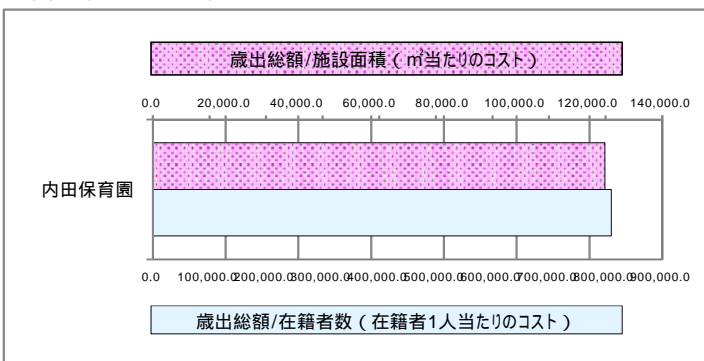 歳出総額/施設面積（㎡当たりのコスト）
0.0 20,000.0 40,000.0 60,000.0 80,000.0 100,000.0 120,000.0 140,000.0
内田保育園
0.0 100,000.0 200,000.0 300,000.0 400,000.0 500,000.0 600,000.0 700,000.0 800,000.0 900,000.0
歳出総額/在籍者数（在籍者1人当たりのコスト）